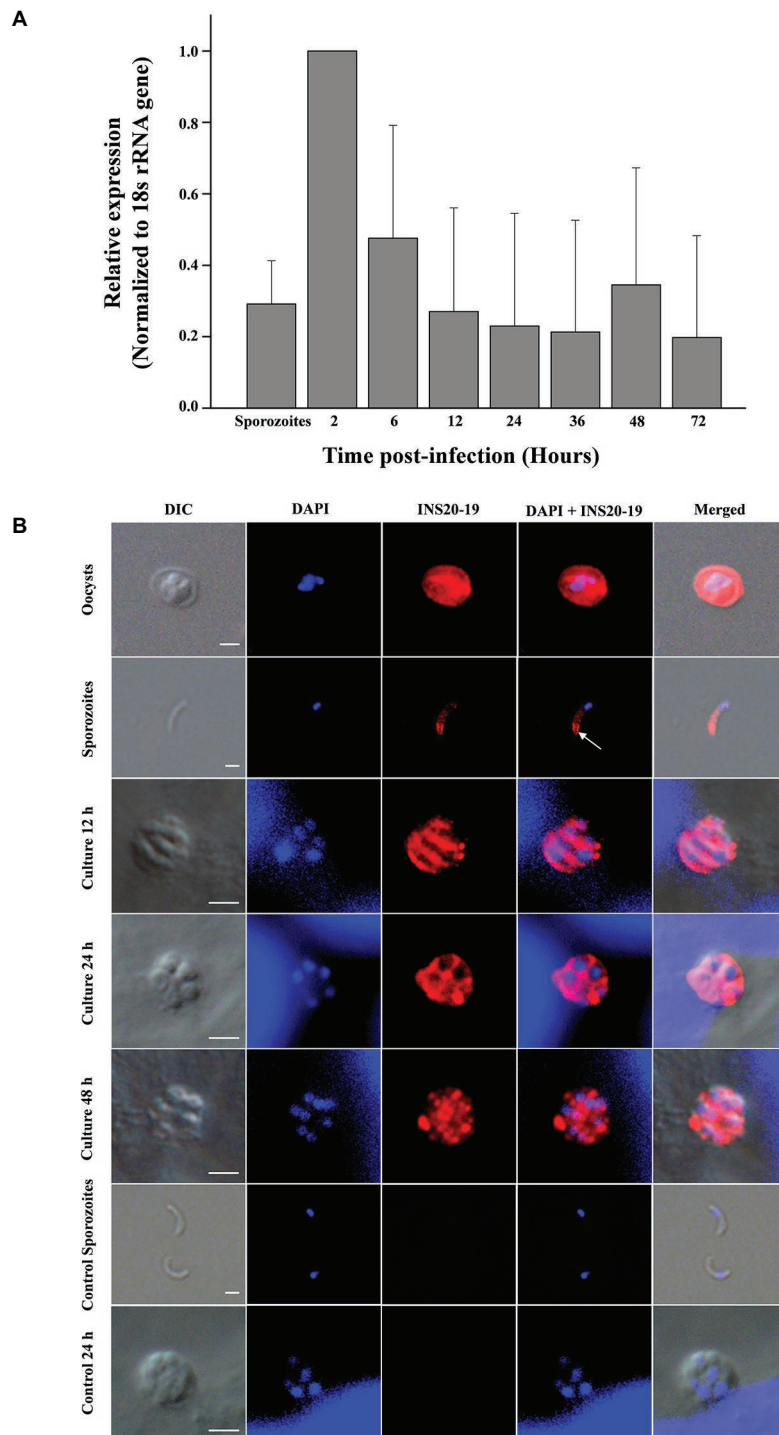 A
Relative expression
(Normalized to 18s rRNA gene)
1.0
0.8
0.6
0.4
0.2
0.0
Sporozoites 2 6 12 24 36 48 72
Time post-infection (Hours)
B
DIC DAPI INS20-19 DAPI + INS20-19 Merged
Oocysts
Sporozoites
Culture 12 h
Culture 24 h
Culture 48 h
Control Sporozoites
Control 24 h